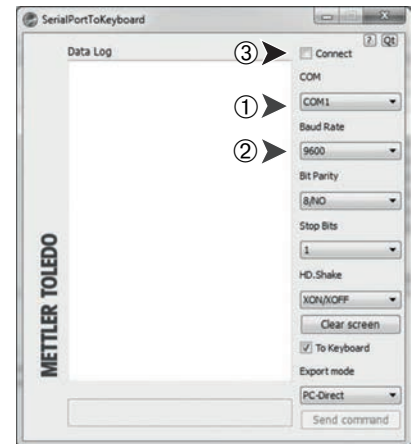 SerialPortToKeyboard
? Qt
Data Log
③ Connect
COM
① COM1
Baud Rate
② 9600
Bit Parity
8/NO
Stop Bits
1
HD.Shake
XON/XOFF
Clear screen
To Keyboard
Export mode
PC-Direct
Send command
METTLER TOLEDO